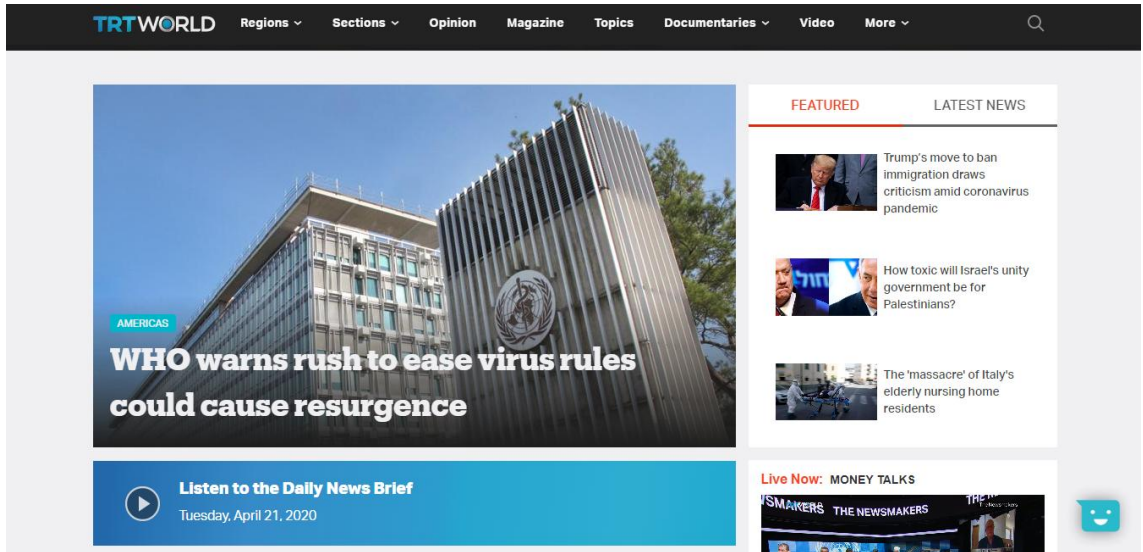 TRTWORLD Regions Sections Opinion Magazine Topics Documentaries Video More
AMERICAS
WHO warns rush to ease virus rules
could cause resurgence
Listen to the Daily News Brief
Tuesday, April 21, 2020
FEATURED LATEST NEWS
Trump's move to ban
immigration draws
criticism amid coronavirus
pandemic
How toxic will Israel's unity
government be for
Palestinians?
The 'massacre' of Italy's
elderly nursing home
residents
Live Now: MONEY TALKS
THE NEWSMAKERS